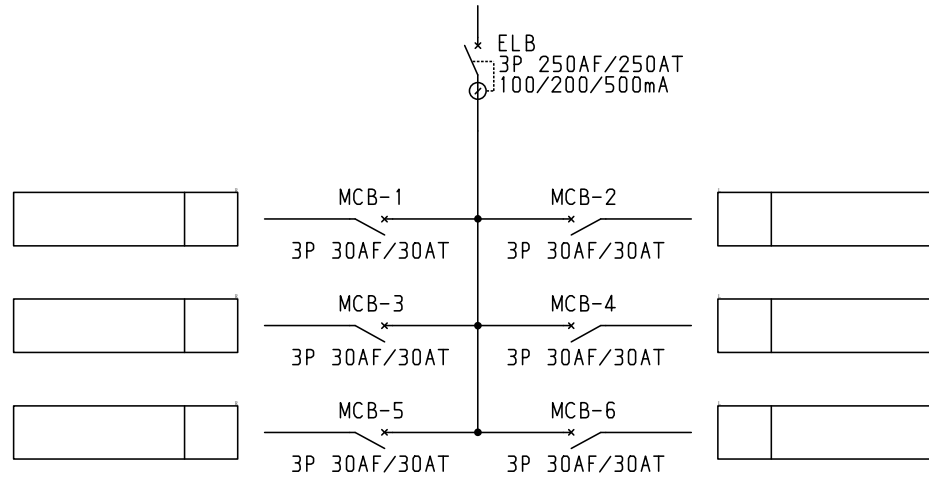 ELB
3P 250AF/250AT
100/200/500mA
MCB-1
MCB-2
3P 30AF/30AT
3P 30AF/30AT
MCB-3
MCB-4
3P 30AF/30AT
3P 30AF/30AT
MCB-5
MCB-6
3P 30AF/30AT
3P 30AF/30AT